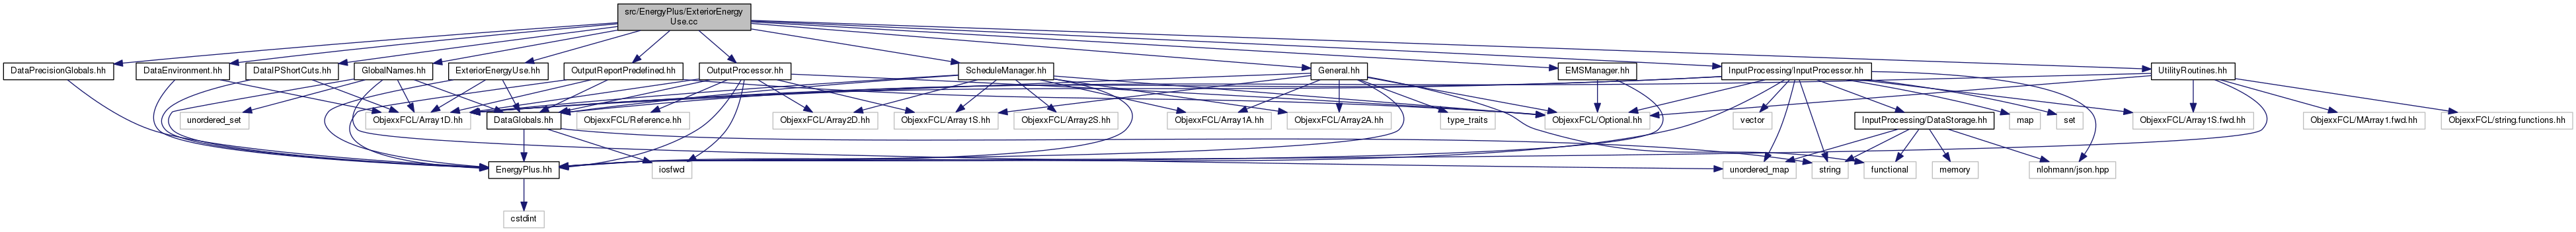 src/EnergyPlus/ExteriorEnergy
Use.cc
DataPrecisionGlobals.hh
DataEnvironment.hh
DataIPShortCuts.hh
GlobalNames.hh
ExteriorEnergyUse.hh
OutputReportPredefined.hh
OutputProcessor.hh
ScheduleManager.hh
General.hh
EMSManager.hh
InputProcessing/InputProcessor.hh
UtilityRoutines.hh
unordered_set
ObjexxFCL/Array1D.hh
DataGlobals.hh
ObjexxFCL/Reference.hh
ObjexxFCL/Array2D.hh
ObjexxFCL/Array1S.hh
ObjexxFCL/Array2S.hh
ObjexxFCL/Array1A.hh
ObjexxFCL/Array2A.hh
type_traits
ObjexxFCL/Optional.hh
vector
InputProcessing/DataStorage.hh
map
set
ObjexxFCL/Array1S.fwd.hh
ObjexxFCL/MArray1.fwd.hh
ObjexxFCL/string.functions.hh
EnergyPlus.hh
iosfwd
unordered_map
string
functional
memory
nlohmann/json.hpp
cstdint